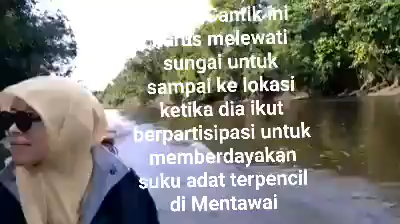 Cantik ini
harus melewati
sungai untuk
sampai ke lokasi
ketika dia ikut
berpartisipasi untuk
memberdayakan
suku adat terpencil
di Mentawai